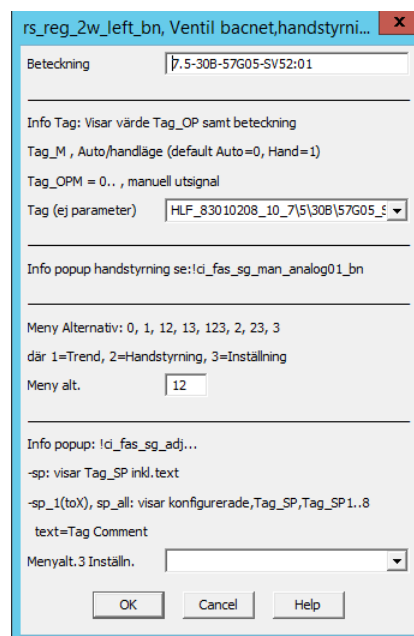 rs_reg_2w_left_bn, Ventil bacnet,handstyrni... x
Beteckning 7.5-30B-57G05-SV52:01
Info Tag: Visar värde Tag_OP samt beteckning
Tag_M , Auto/handläge (default Auto=0, Hand=1)
Tag_OPM = 0.. , manuell utsignal
Tag (ej parameter) HLF_83010208_10_7\5\30B\57G05_S
Info popup handstyrning se:!ci_fas_sg_man_analog01_bn
Meny Alternativ: 0, 1, 12, 13, 123, 2, 23, 3
där 1=Trend, 2=Handstyrning, 3=Inställning
Meny alt. 12
Info popup: !ci_fas_sg_adj...
-sp: visar Tag_SP inkl.text
-sp_1(toX), sp_all: visar konfigurerade,Tag_SP,Tag_SP1..8
text=Tag Comment
Menyalt.3 Inställn.
OK Cancel Help